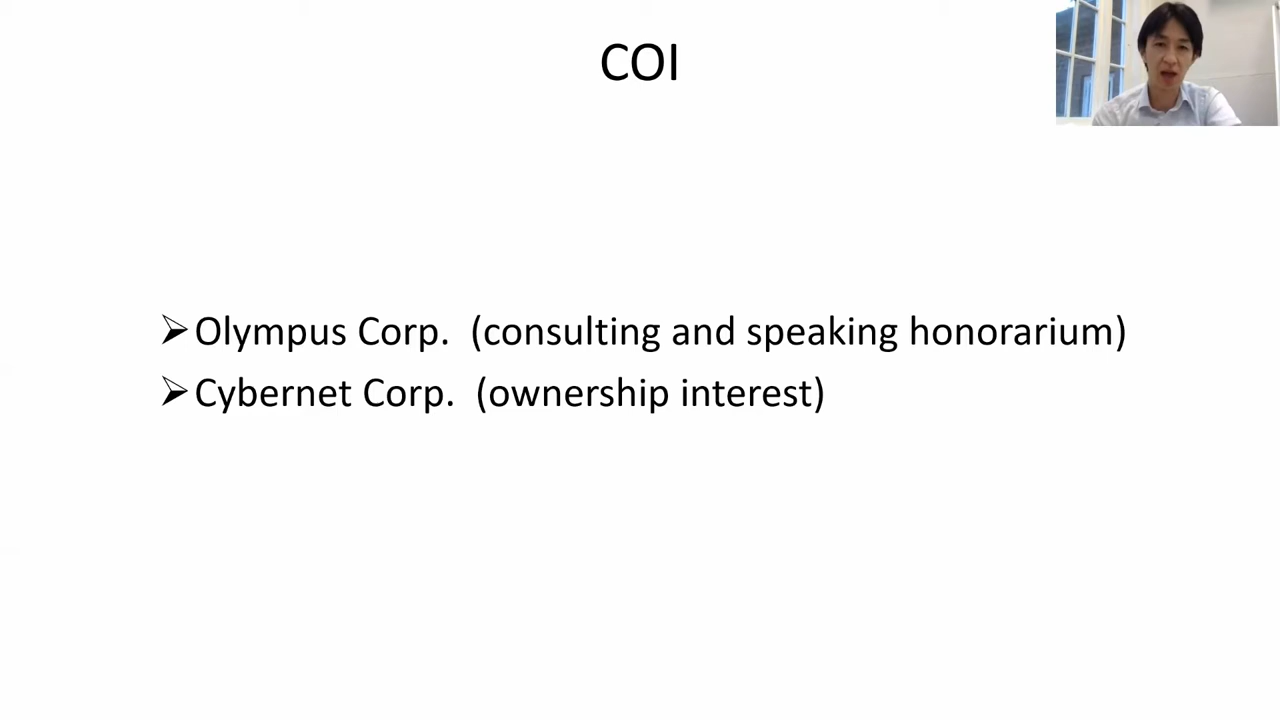 COI
➢Olympus Corp.  (consulting and speaking honorarium)
➢Cybernet Corp.  (ownership interest)